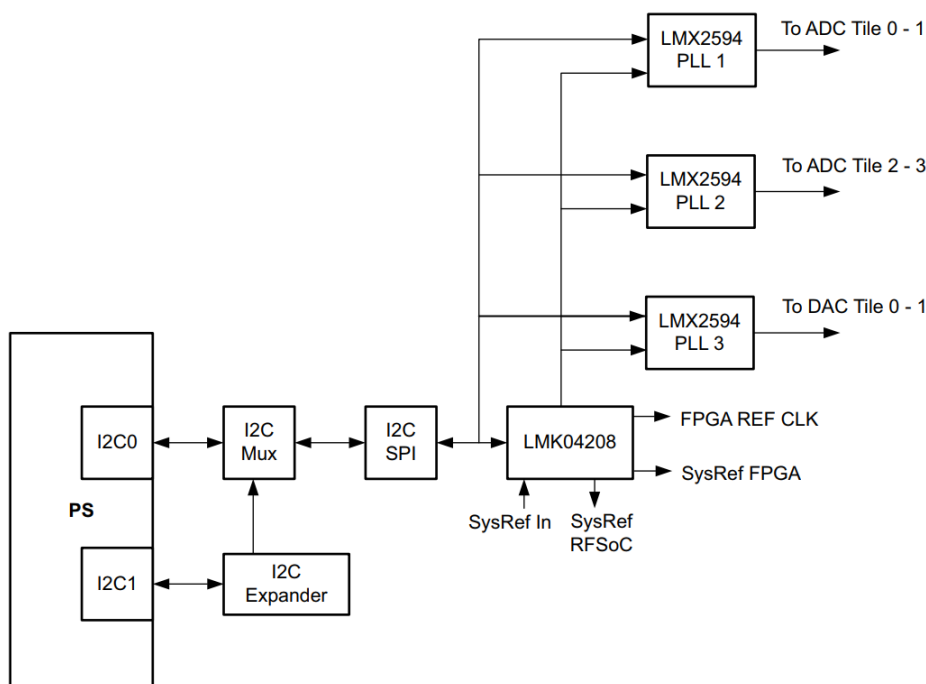 LMX2594
PLL 1
To ADC Tile 0 - 1
LMX2594
PLL 2
To ADC Tile 2 - 3
LMX2594
PLL 3
To DAC Tile 0 - 1
PS
I2C0
I2C
Mux
I2C
SPI
LMK04208
FPGA REF CLK
SysRef FPGA
SysRef In
SysRef
RFSoC
I2C1
I2C
Expander